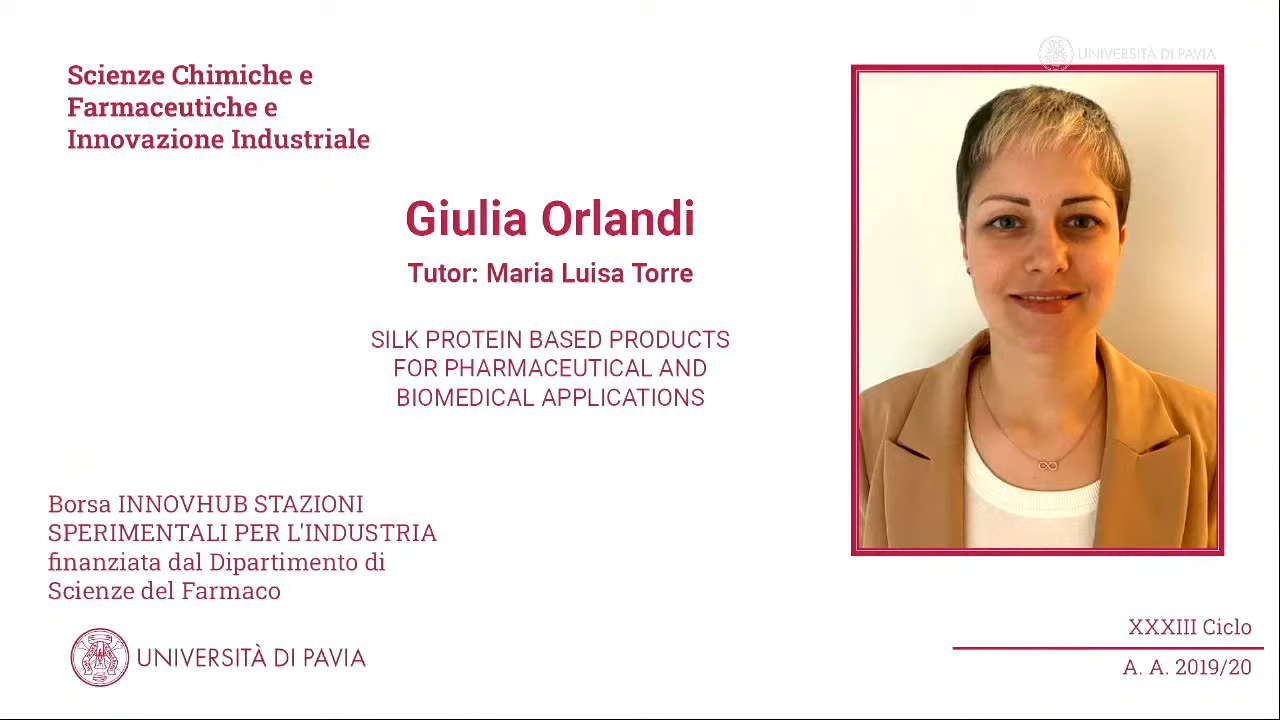 UNIVERSITÀ DI PAVIA
Scienze Chimiche e
Farmaceutiche e
Innovazione Industriale
Giulia Orlandi
Tutor: Maria Luisa Torre
SILK PROTEIN BASED PRODUCTS
FOR PHARMACEUTICAL AND
BIOMEDICAL APPLICATIONS
Borsa INNOVHUB STAZIONI
SPERIMENTALI PER L'INDUSTRIA
finanziata dal Dipartimento di
Scienze del Farmaco
UNIVERSITÀ DI PAVIA
XXXIII Ciclo
A. A. 2019/20